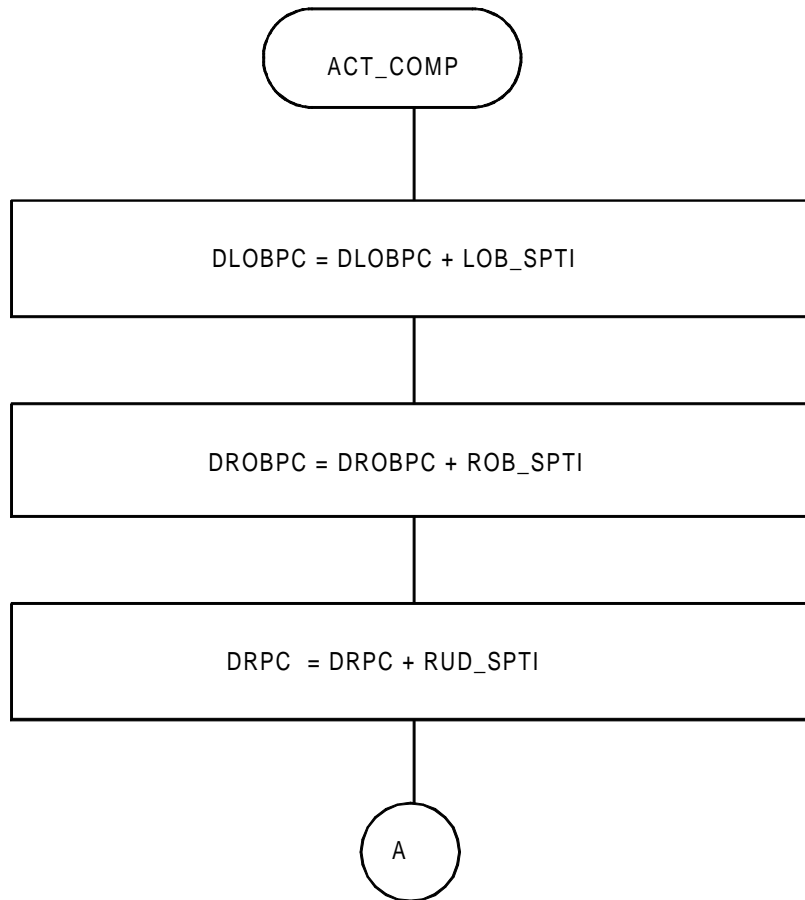 ACT_COMP
DLOBPC = DLOBPC + LOB_SPTI
DROBPC = DROBPC + ROB_SPTI
DRPC = DRPC + RUD_SPTI
A